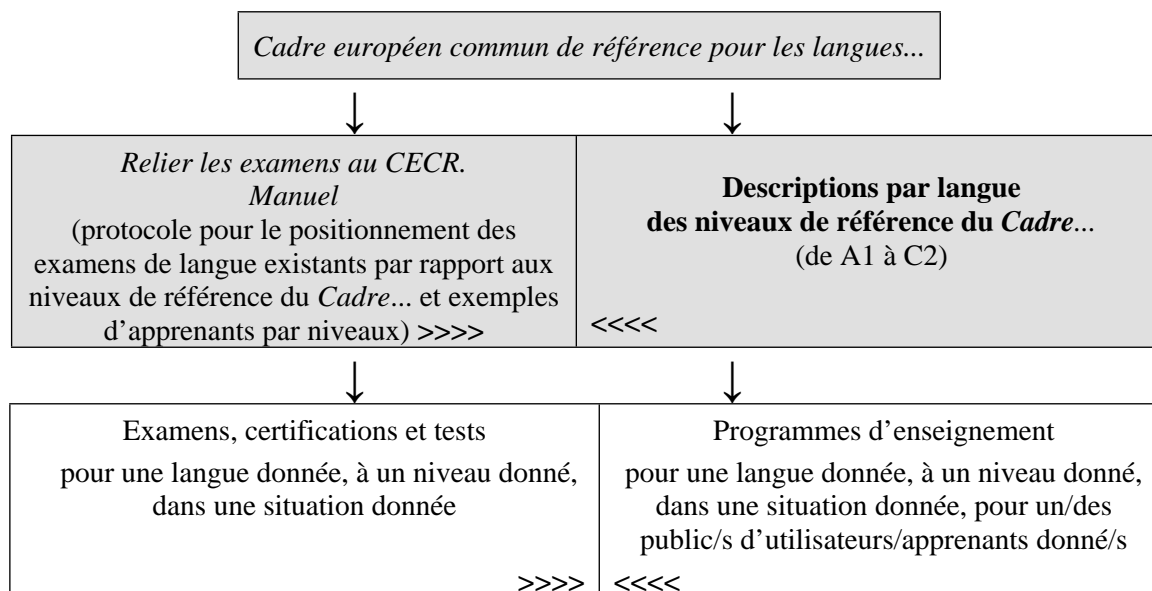 Cadre européen commun de référence pour les langues...
↓ ↓
Relier les examens au CECR.
Manuel
(protocole pour le positionnement des
examens de langue existants par rapport aux
niveaux de référence du Cadre... et exemples
d’apprenants par niveaux) >>>>
Descriptions par langue
des niveaux de référence du Cadre...
(de A1 à C2)
<<<<
↓ ↓
Examens, certifications et tests
pour une langue donnée, à un niveau donné,
dans une situation donnée
>>>>
Programmes d’enseignement
pour une langue donnée, à un niveau donné,
dans une situation donnée, pour un/des
public/s d’utilisateurs/apprenants donné/s
<<<<